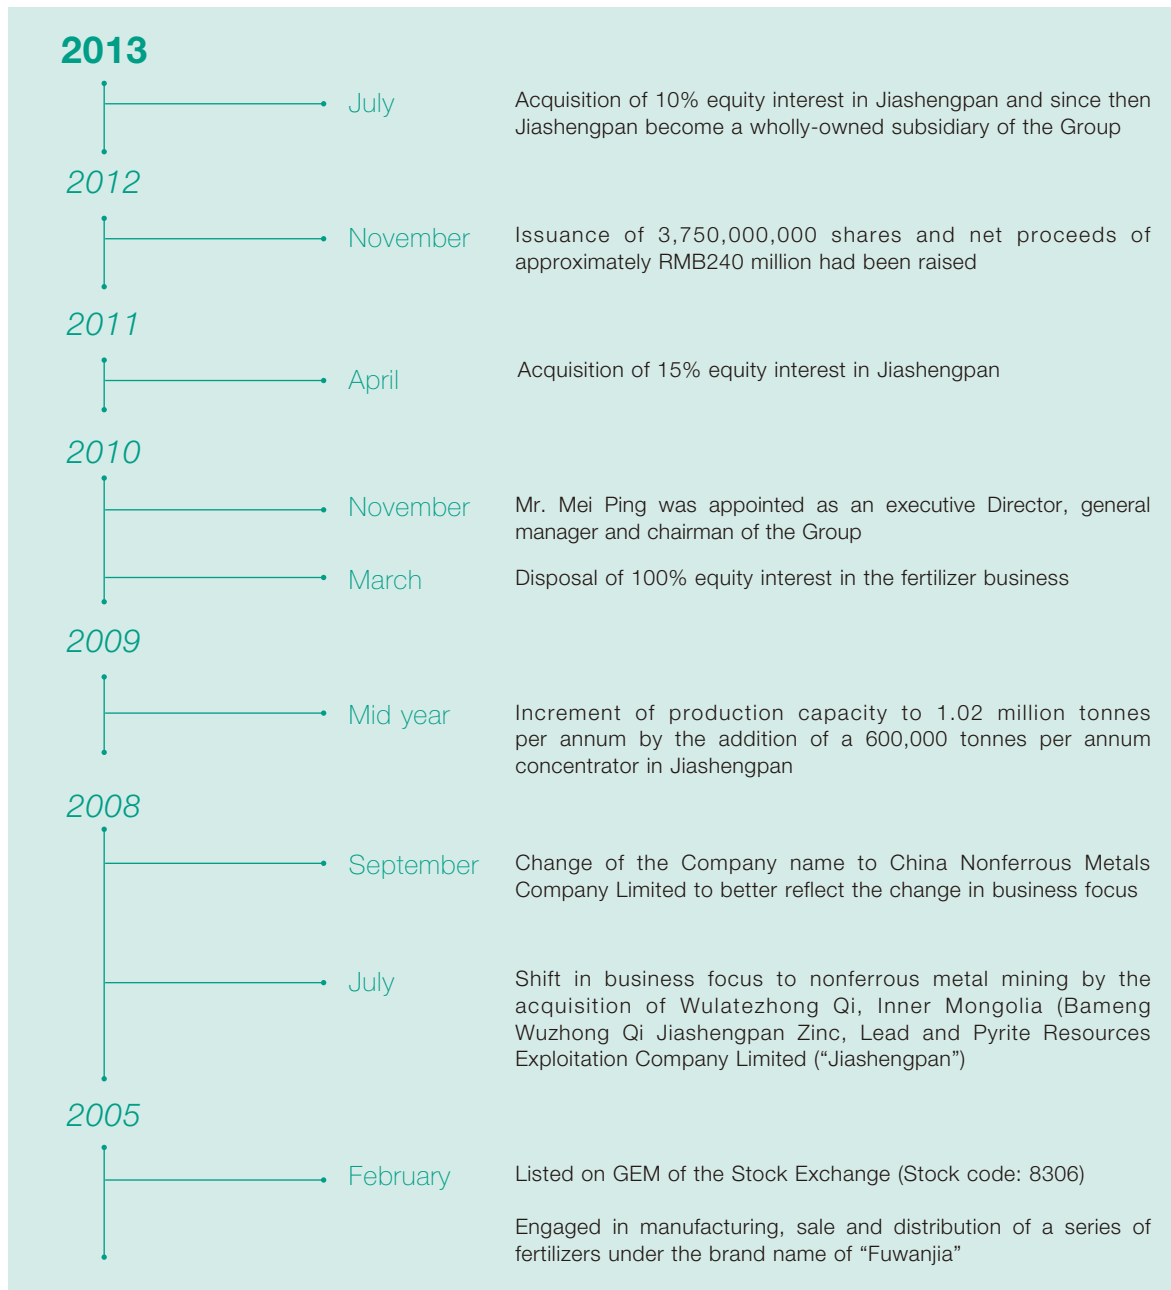 2013
July
Acquisition of 10% equity interest in Jiashengpan and since then
Jiashengpan become a wholly-owned subsidiary of the Group
2012
November
Issuance of 3,750,000,000 shares and net proceeds of
approximately RMB240 million had been raised
2011
April
Acquisition of 15% equity interest in Jiashengpan
2010
November
Mr. Mei Ping was appointed as an executive Director, general
manager and chairman of the Group
March
Disposal of 100% equity interest in the fertilizer business
2009
Mid year
Increment of production capacity to 1.02 million tonnes
per annum by the addition of a 600,000 tonnes per annum
concentrator in Jiashengpan
2008
September
Change of the Company name to China Nonferrous Metals
Company Limited to better reflect the change in business focus
July
Shift in business focus to nonferrous metal mining by the
acquisition of Wulatezhong Qi, Inner Mongolia (Bameng
Wuzhong Qi Jiashengpan Zinc, Lead and Pyrite Resources
Exploitation Company Limited (“Jiashengpan”)
2005
February
Listed on GEM of the Stock Exchange (Stock code: 8306)
Engaged in manufacturing, sale and distribution of a series of
fertilizers under the brand name of “Fuwanjia”